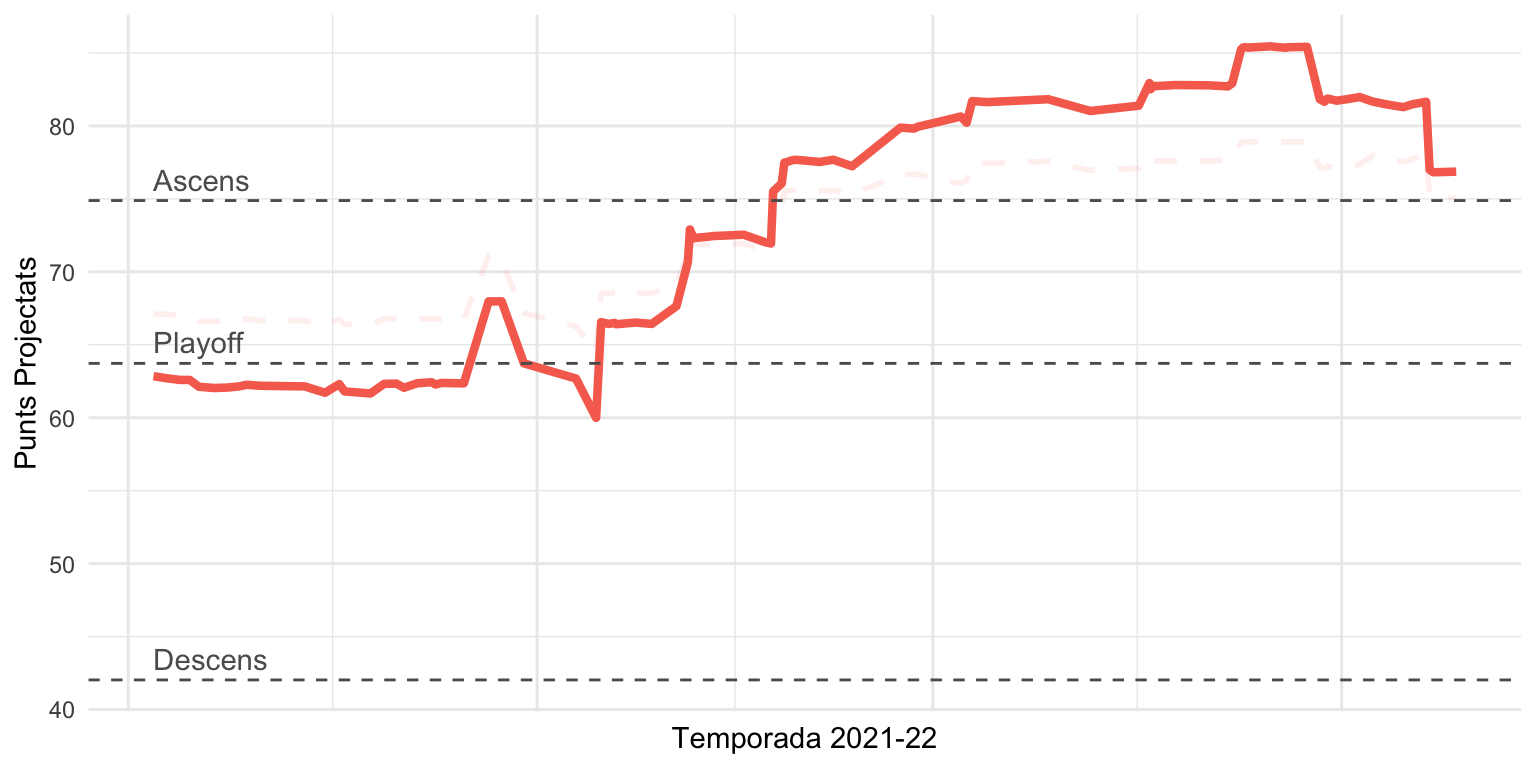 80
70
60
50
40
Punts Projectats
Ascens
Playoff
Descens
Temporada 2021-22